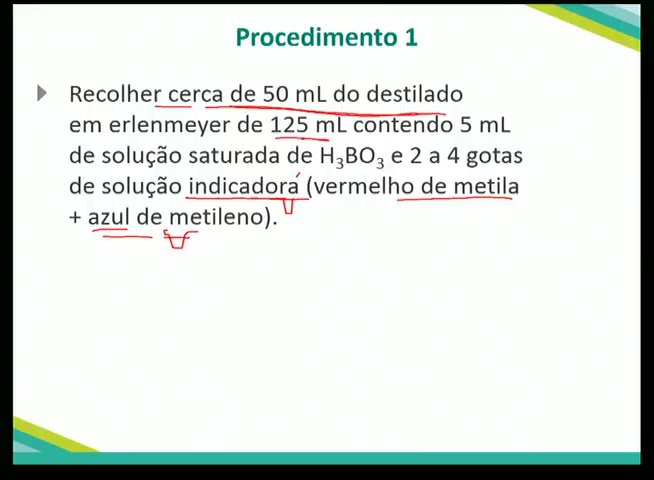 Procedimento 1
Recolher cerca de 50 mL do destilado
em erlenmeyer de 125 mL contendo 5 mL
de solução saturada de H₃BO₃ e 2 a 4 gotas
de solução indicadora (vermelho de metila
+ azul de metileno).